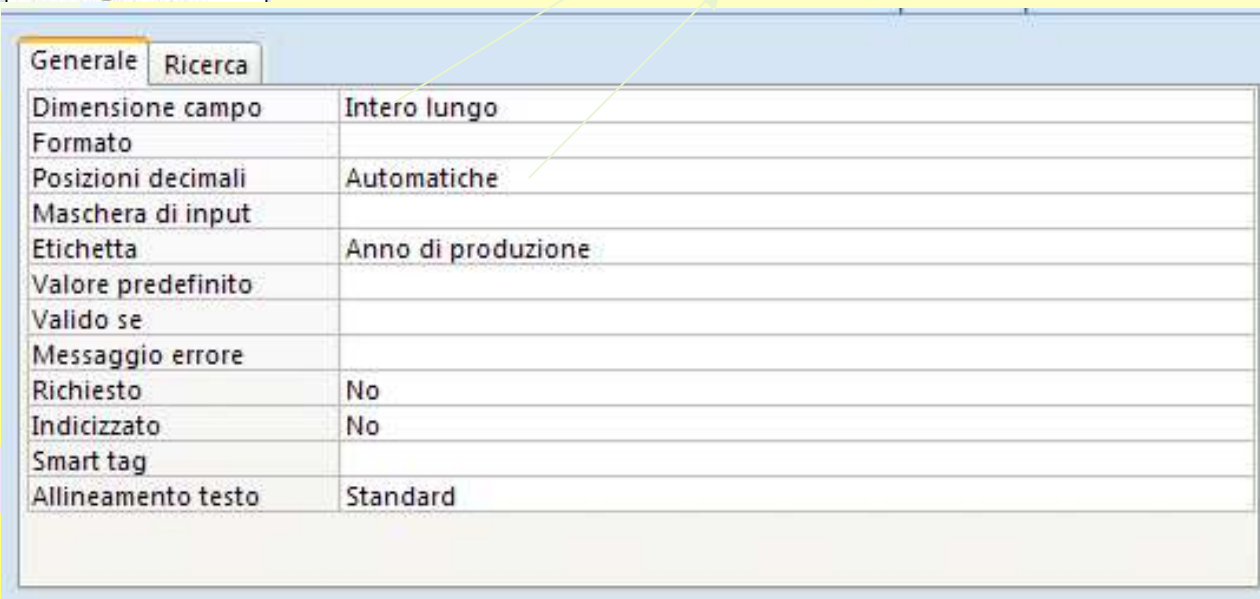 Generale Ricerca
Dimensione campo Intero lungo
Formato
Posizioni decimali Automatiche
Maschera di input
Etichetta Anno di produzione
Valore predefinito
Valido se
Messaggio errore
Richiesto No
Indicizzato No
Smart tag
Allineamento testo Standard